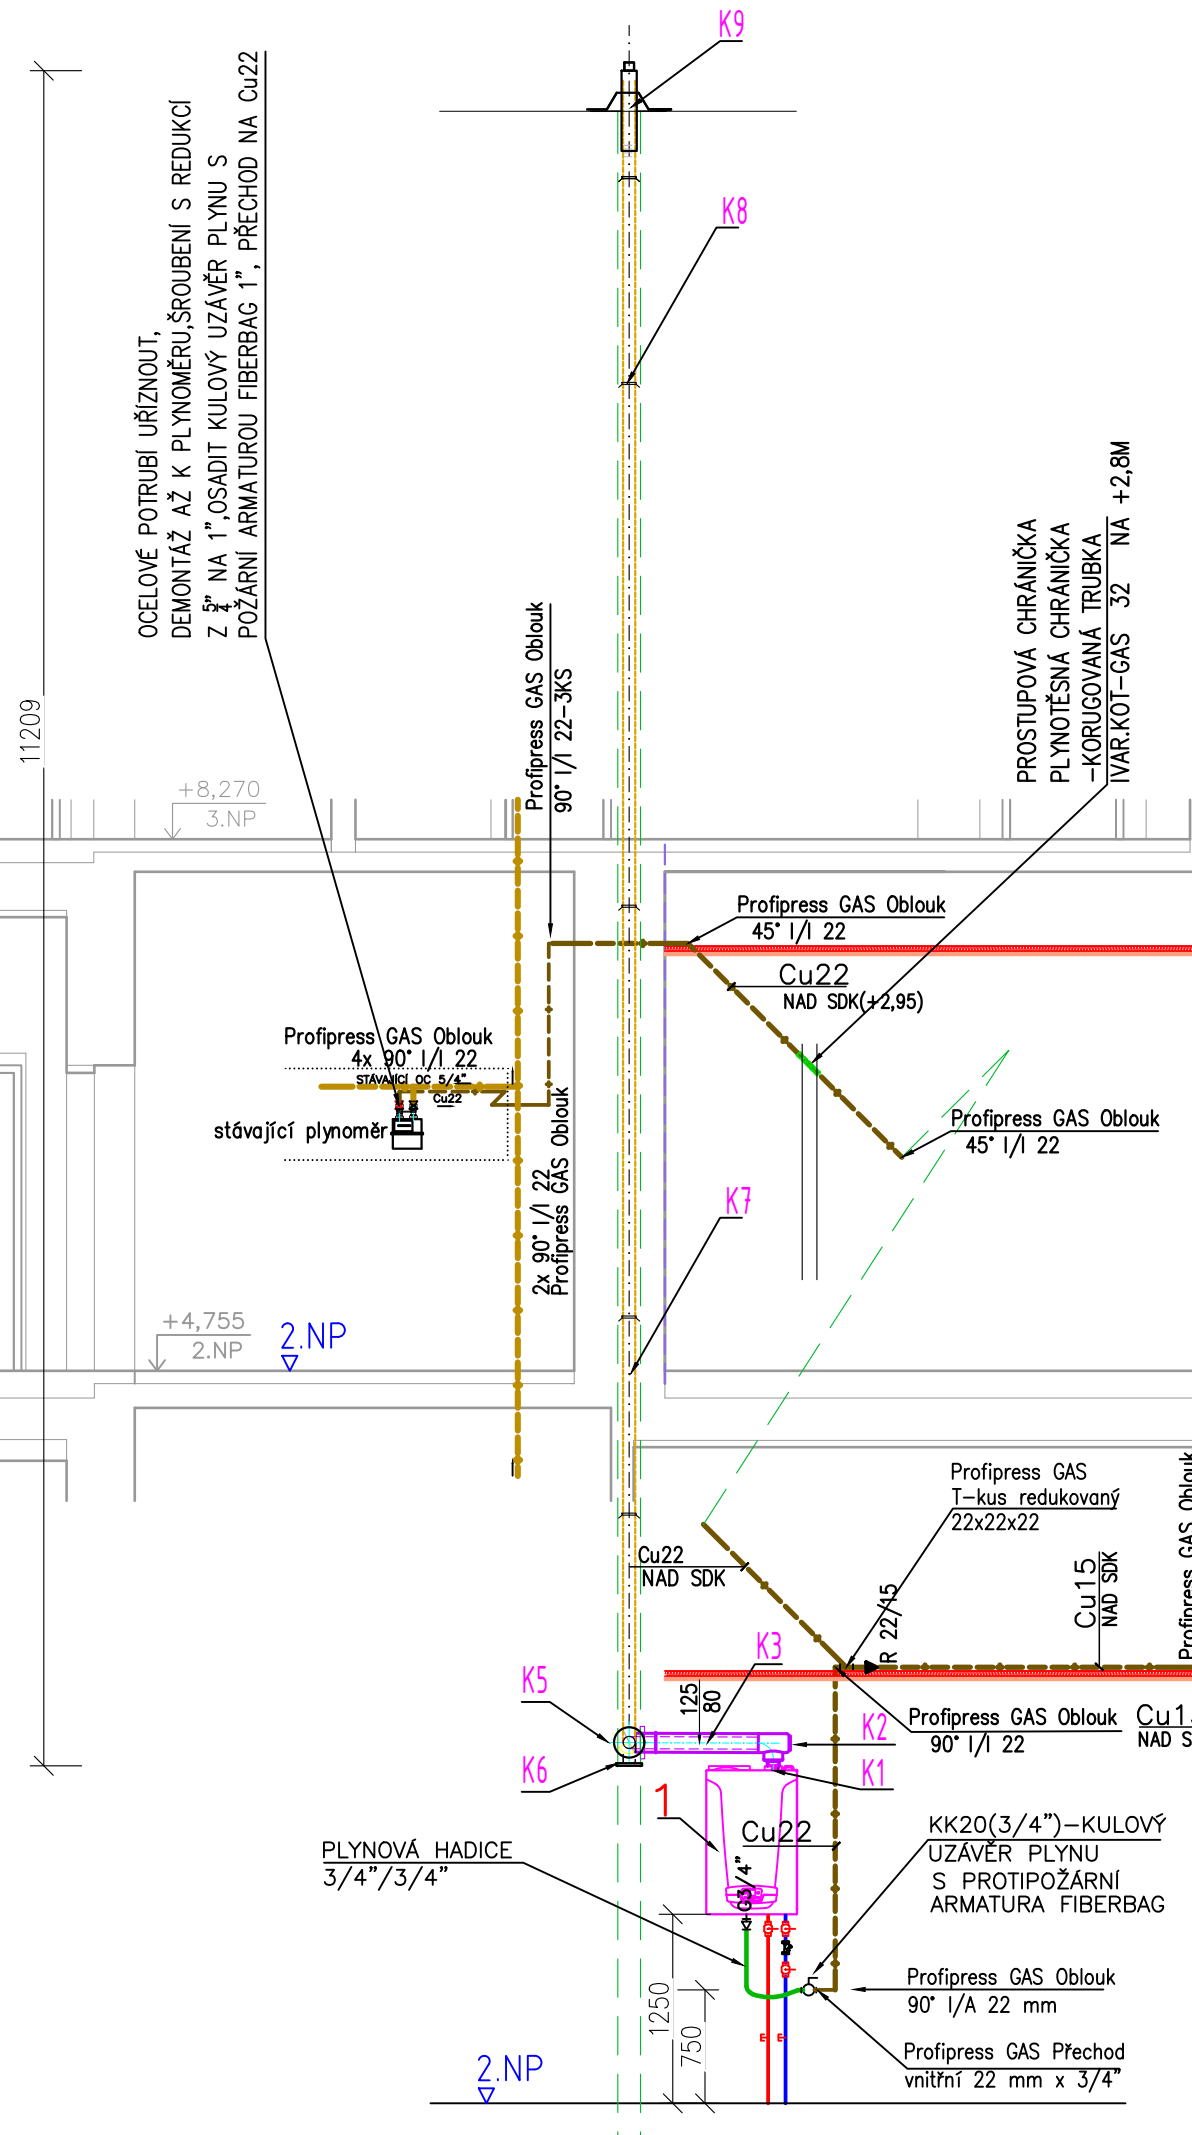 K9
OCELOVÉ POTRUBÍ UŘÍZNOUT,
DEMONTÁŽ AŽ K PLYNOMĚRU,ŠROUBENÍ S REDUKCÍ
Z 5/4" NA 1",OSADIT KULOVÝ UZÁVĚR PLYNU S
POŽÁRNÍ ARMATUROU FIBERBAG 1", PŘECHOD NA Cu22
K8
PROSTUPOVÁ CHRÁNIČKA
PLYNOTĚSNÁ CHRÁNIČKA
-KORUGOVANÁ TRUBKA
IVAR.KOT-GAS 32 NA +2,8M
11209
+8,270
3.NP
Profipress GAS Oblouk
90° I/I 22-3KS
Profipress GAS Oblouk
45° I/I 22
Cu22
NAD SDK(+2,95)
Profipress GAS Oblouk
4x 90° I/I 22
STÁVAJÍCÍ OC 5/4"
Cu22
stávající plynoměr
2x 90° I/I 22
Profipress GAS Oblouk
Profipress GAS Oblouk
45° I/I 22
K7
+4,755
2.NP
2.NP
Profipress GAS
T-kus redukovaný
22x22x22
Profipress GAS Oblouk
Cu22
NAD SDK
R 22/15
Cu15
NAD SDK
K3
K5
125
80
K2
Profipress GAS Oblouk
90° I/I 22
NAD S
K6
K1
1
Cu22
PLYNOVÁ HADICE
3/4"/3/4"
G3/4"
KK20(3/4")-KULOVÝ
UZÁVĚR PLYNU
S PROTIPOŽÁRNÍ
ARMATURA FIBERBAG
1250
750
Profipress GAS Oblouk
90° I/A 22 mm
Profipress GAS Přechod
vnitřní 22 mm x 3/4"
2.NP